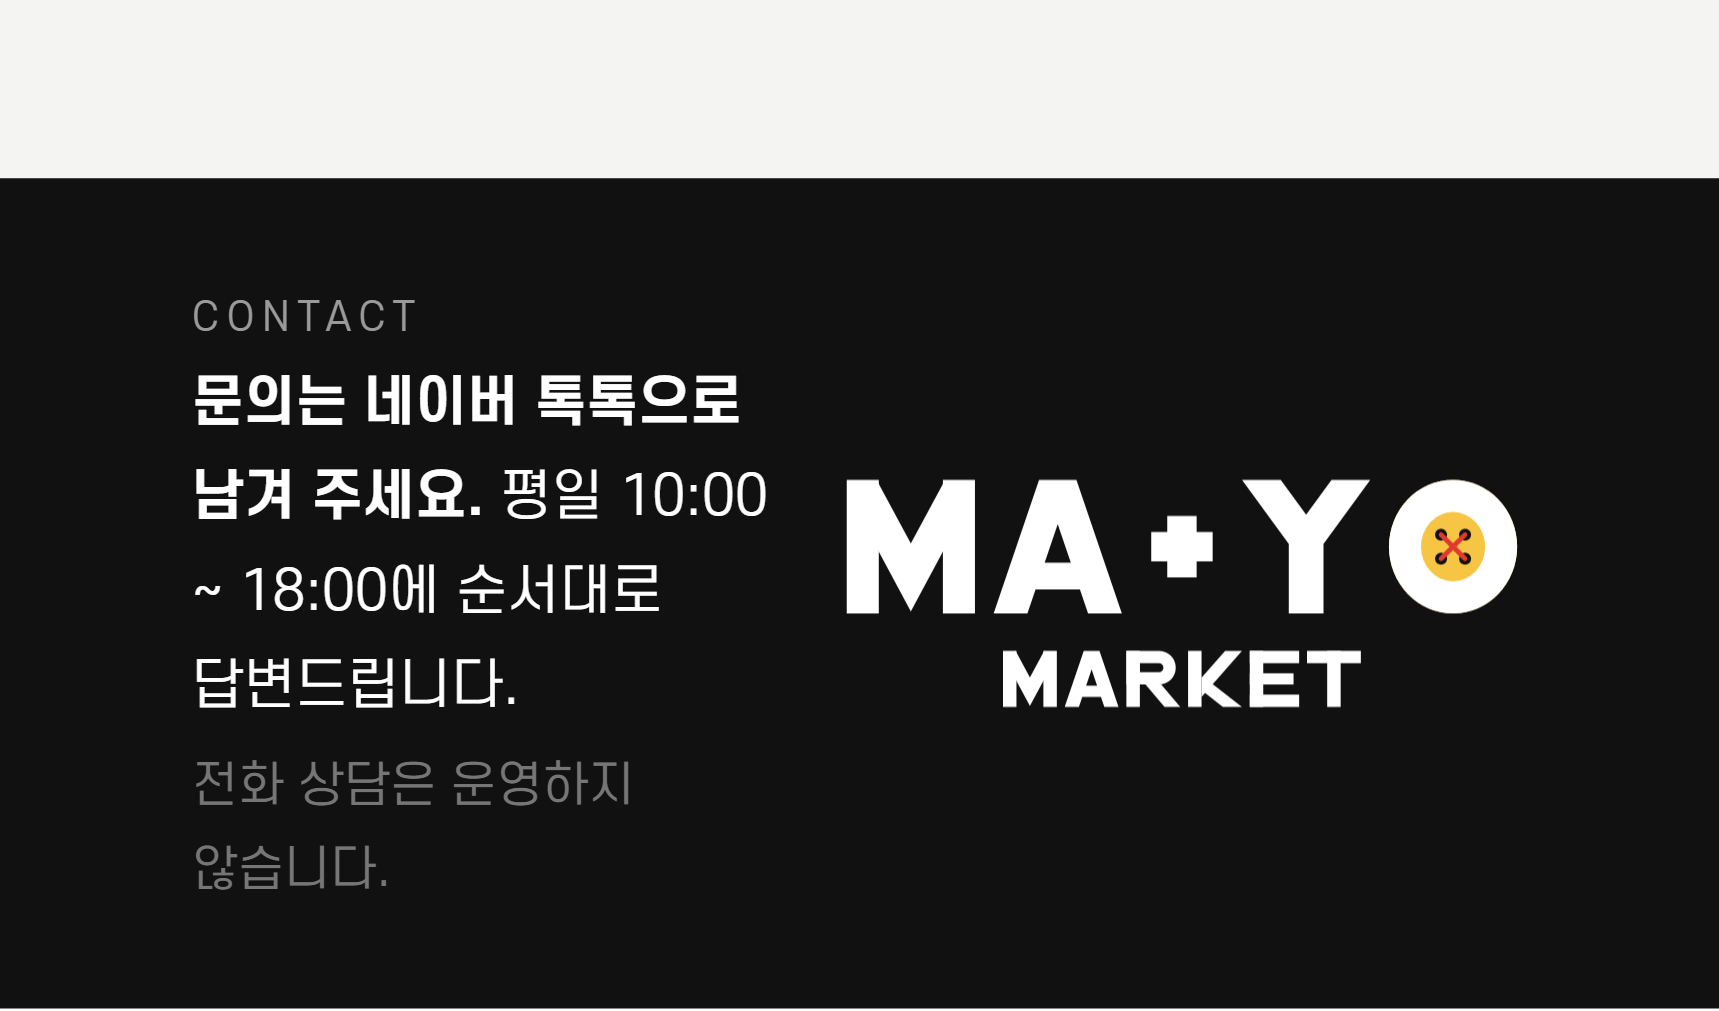 CONTACT
문의는 네이버 톡톡으로
남겨 주세요. 평일 10:00
~ 18:00에 순서대로
답변드립니다.
전화 상담은 운영하지
않습니다.
MA+YO
MARKET